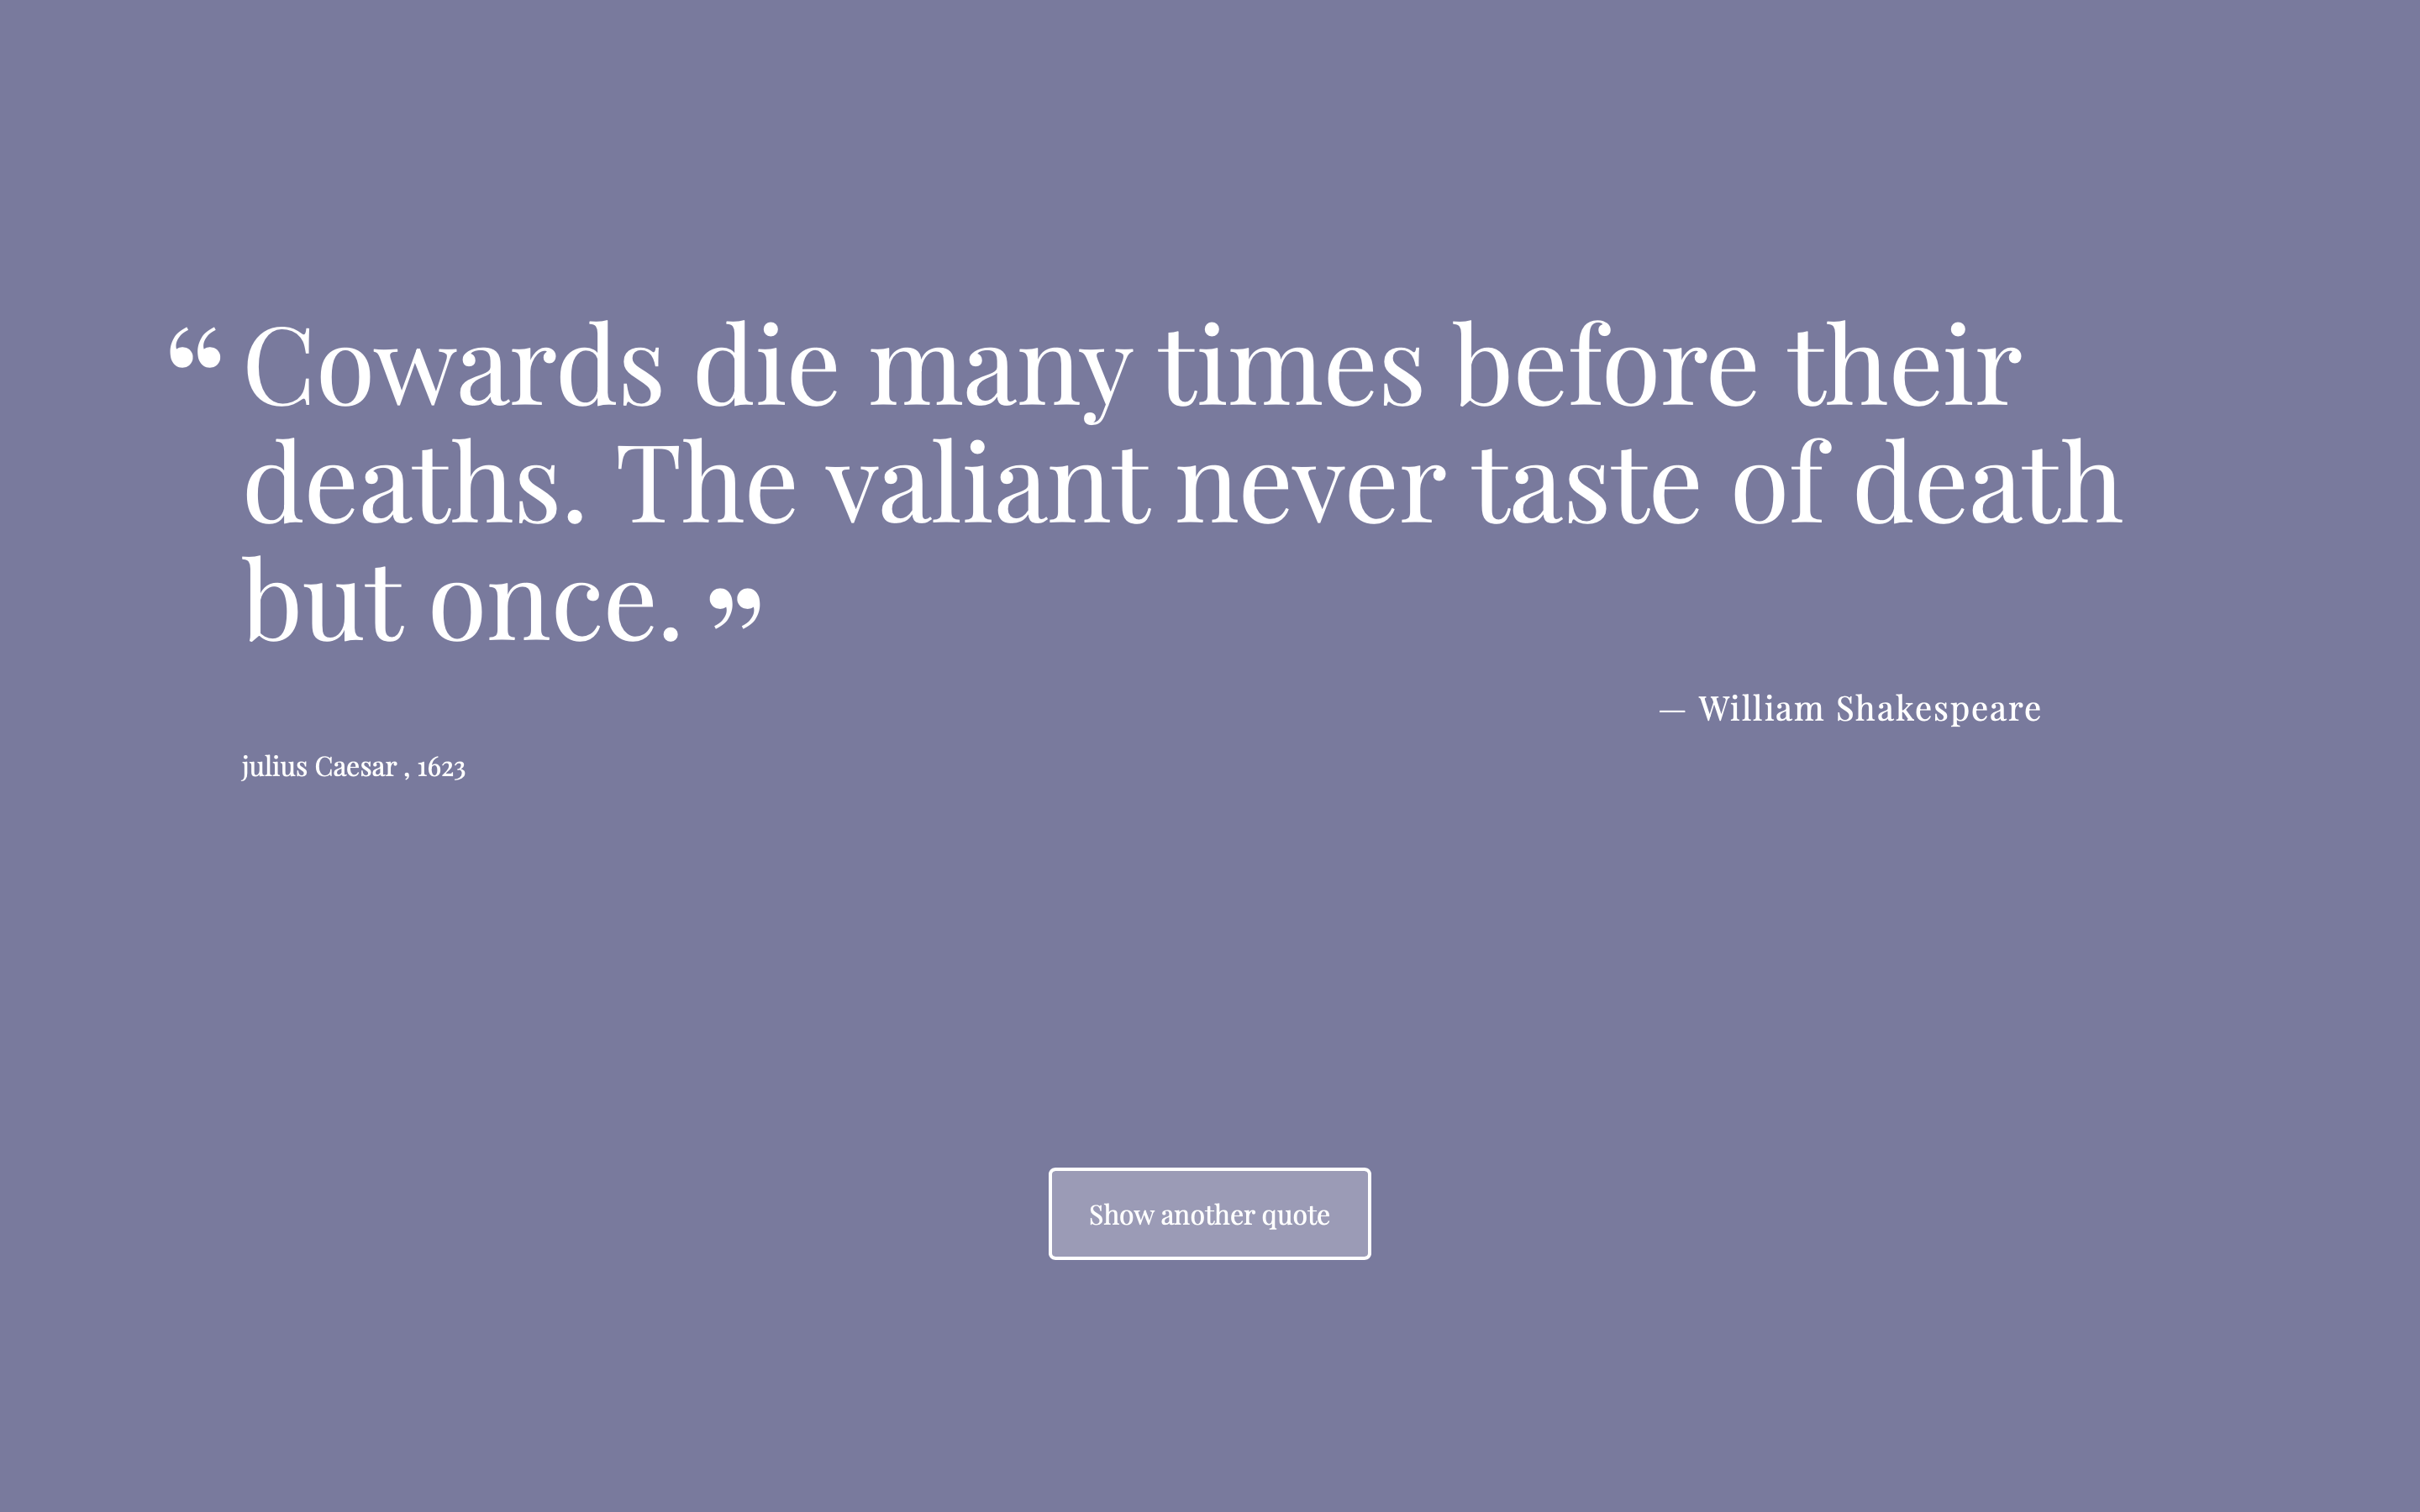 “ Cowards die many times before their
deaths. The valiant never taste of death
but once. ”
— William Shakespeare
julius Caesar , 1623
Show another quote